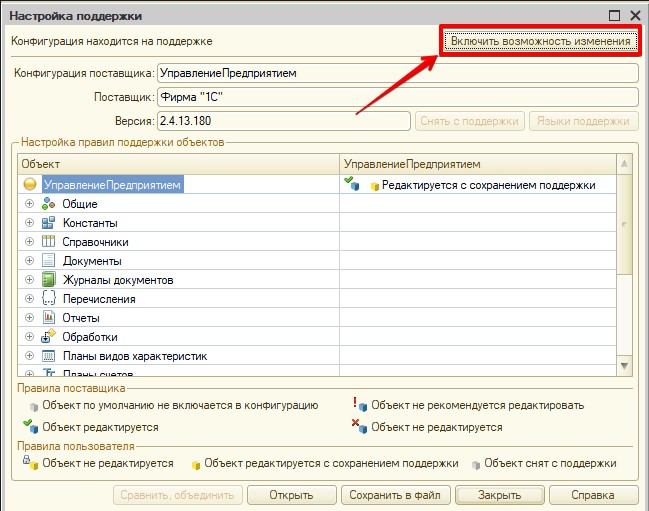 Настройка поддержки
Конфигурация находится на поддержке
Включить возможность изменения
Конфигурация поставщика: УправлениеПредприятием
Поставщик: Фирма "1С"
Версия: 2.4.13.180 Снять с поддержки Языки поддержки
Настройка правил поддержки объектов
Объект УправлениеПредприятием
УправлениеПредприятием Редактируется с сохранением поддержки
Общие
Константы
Справочники
Документы
Журналы документов
Перечисления
Отчеты
Обработки
Планы видов характеристик
Планы счетов
Правила поставщика
Объект по умолчанию не включается в конфигурацию Объект не рекомендуется редактировать
Объект редактируется Объект не редактируется
Правила пользователя
Объект не редактируется Объект редактируется с сохранением поддержки Объект снят с поддержки
Сравнить, объединить Открыть Сохранить в файл Закрыть Справка